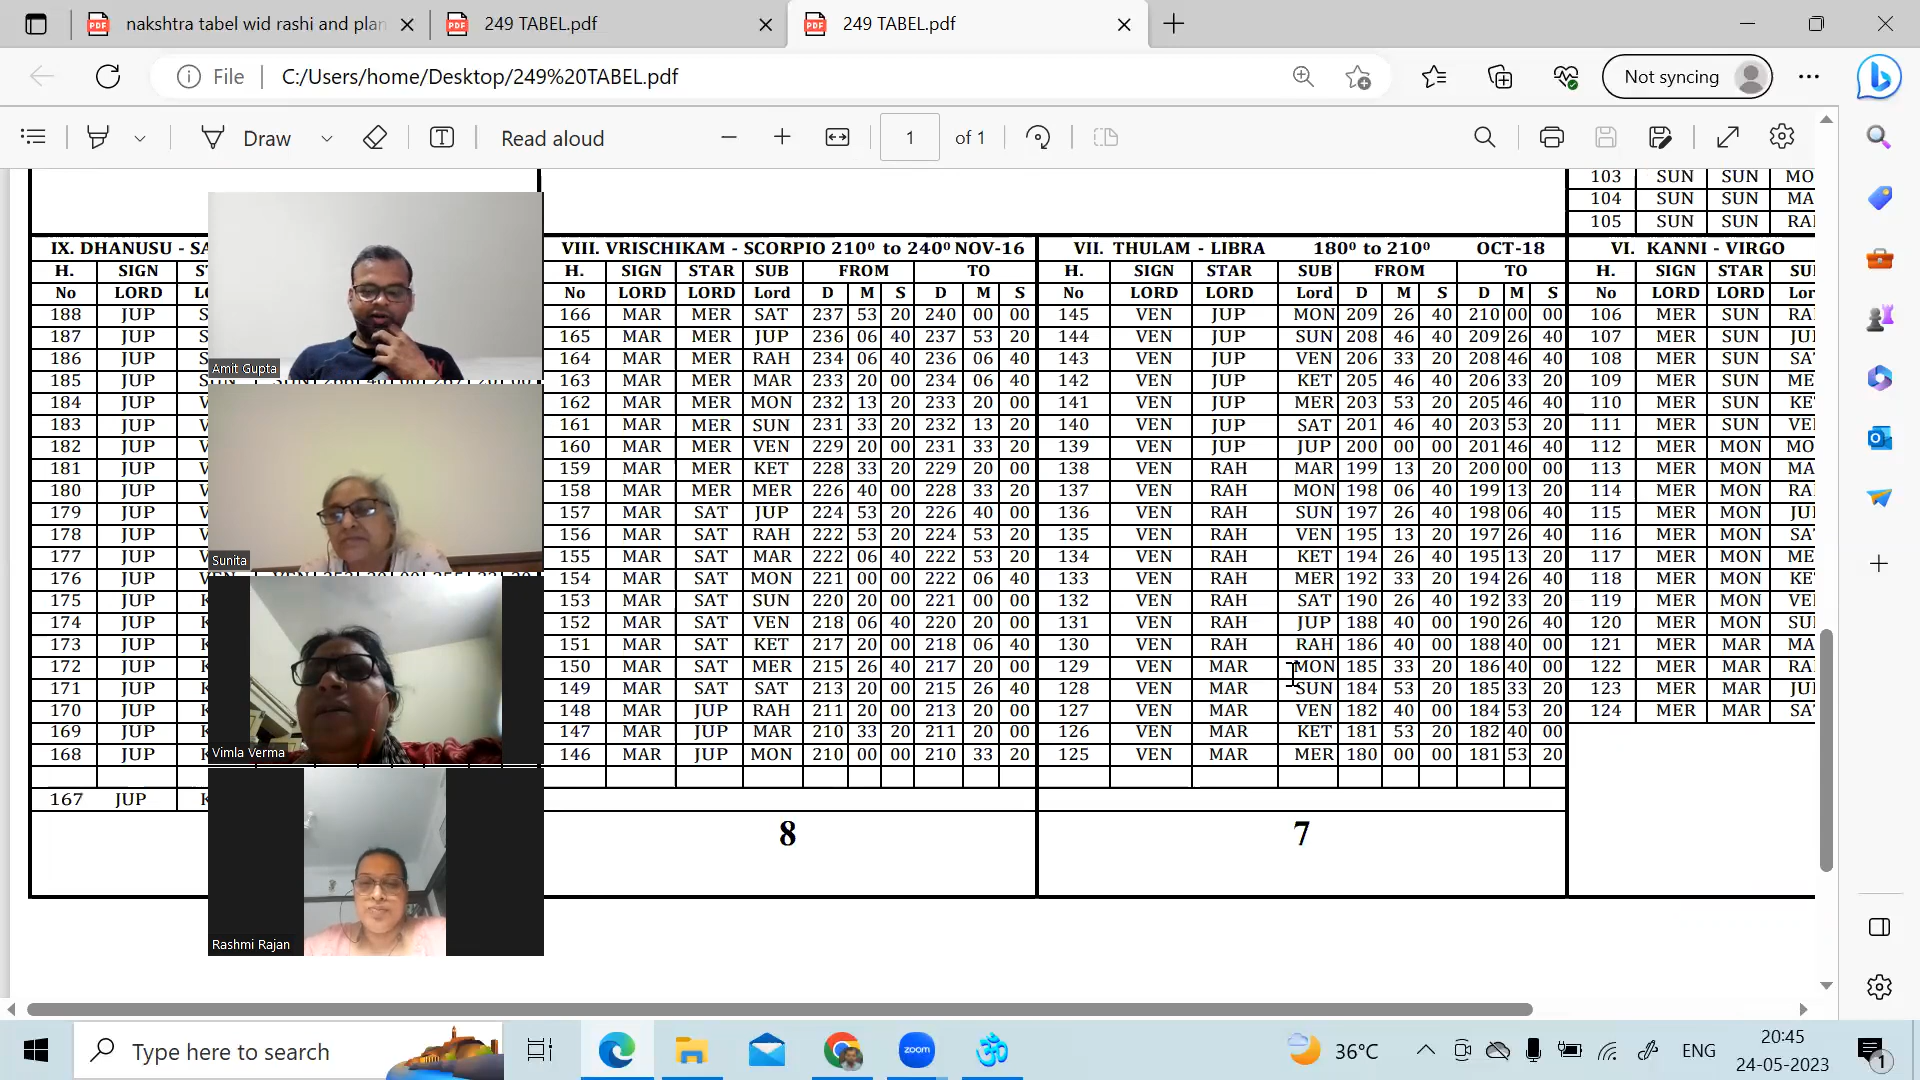 nakshtra tabel wid rashi and plan
249 TABEL.pdf
249 TABEL.pdf
File
C:/Users/home/Desktop/249%20TABEL.pdf
Not syncing
Draw
Read aloud
1 of 1
103 SUN SUN MO
104 SUN SUN MA
105 SUN SUN RA
IX. DHANUSU - SA VIII. VRISCHIKAM - SCORPIO 210⁰ to 240⁰ NOV-16 VII. THULAM - LIBRA 180⁰ to 210⁰ OCT-18 VI. KANNI - VIRGO
H. SIGN ST H. SIGN STAR SUB FROM TO H. SIGN STAR SUB FROM TO H. SIGN STAR SU
No LORD LO No LORD LORD Lord D M S D M S No LORD LORD Lord D M S D M S No LORD LORD Lor
188 JUP S 166 MAR MER SAT 237 53 20 240 00 00 145 VEN JUP MON 209 26 40 210 00 00 106 MER SUN RA
187 JUP S 165 MAR MER JUP 236 06 40 237 53 20 144 VEN JUP SUN 208 46 40 209 26 40 107 MER SUN JU
186 JUP S 164 MAR MER RAH 234 06 40 236 06 40 143 VEN JUP VEN 206 33 20 208 46 40 108 MER SUN SA
185 JUP 163 MAR MER MAR 233 20 00 234 06 40 142 VEN JUP KET 205 46 40 206 33 20 109 MER SUN ME
184 JUP V 162 MAR MER MON 232 13 20 233 20 00 141 VEN JUP MER 203 53 20 205 46 40 110 MER SUN KE
183 JUP V 161 MAR MER SUN 231 33 20 232 13 20 140 VEN JUP SAT 201 46 40 203 53 20 111 MER SUN VE
182 JUP V 160 MAR MER VEN 229 20 00 231 33 20 139 VEN JUP JUP 200 00 00 201 46 40 112 MER MON MO
181 JUP V 159 MAR MER KET 228 33 20 229 20 00 138 VEN RAH MAR 199 13 20 200 00 00 113 MER MON MA
180 JUP V 158 MAR MER MER 226 40 00 228 33 20 137 VEN RAH MON 198 06 40 199 13 20 114 MER MON RA
179 JUP V 157 MAR SAT JUP 224 53 20 226 40 00 136 VEN RAH SUN 197 26 40 198 06 40 115 MER MON JU
178 JUP V 156 MAR SAT RAH 222 53 20 224 53 20 135 VEN RAH VEN 195 13 20 197 26 40 116 MER MON SA
177 JUP V 155 MAR SAT MAR 222 06 40 222 53 20 134 VEN RAH KET 194 26 40 195 13 20 117 MER MON ME
176 JUP 154 MAR SAT MON 221 00 00 222 06 40 133 VEN RAH MER 192 33 20 194 26 40 118 MER MON KE
175 JUP K 153 MAR SAT SUN 220 20 00 221 00 00 132 VEN RAH SAT 190 26 40 192 33 20 119 MER MON VE
174 JUP K 152 MAR SAT VEN 218 06 40 220 20 00 131 VEN RAH JUP 188 40 00 190 26 40 120 MER MON SU
173 JUP K 151 MAR SAT KET 217 20 00 218 06 40 130 VEN RAH RAH 186 40 00 188 40 00 121 MER MAR MA
172 JUP K 150 MAR SAT MER 215 26 40 217 20 00 129 VEN MAR MON 185 33 20 186 40 00 122 MER MAR RA
171 JUP K 149 MAR SAT SAT 213 20 00 215 26 40 128 VEN MAR SUN 184 53 20 185 33 20 123 MER MAR JU
170 JUP K 148 MAR JUP RAH 211 20 00 213 20 00 127 VEN MAR VEN 182 40 00 184 53 20 124 MER MAR SA
169 JUP K 147 MAR JUP MAR 210 33 20 211 20 00 126 VEN MAR KET 181 53 20 182 40 00
168 JUP K 146 MAR JUP MON 210 00 00 210 33 20 125 VEN MAR MER 180 00 00 181 53 20
167 JUP K
8 7
Amit Gupta
Sunita
Vimla Verma
Rashmi Rajan
Type here to search
zoom
36°C
ENG
20:45
24-05-2023
1